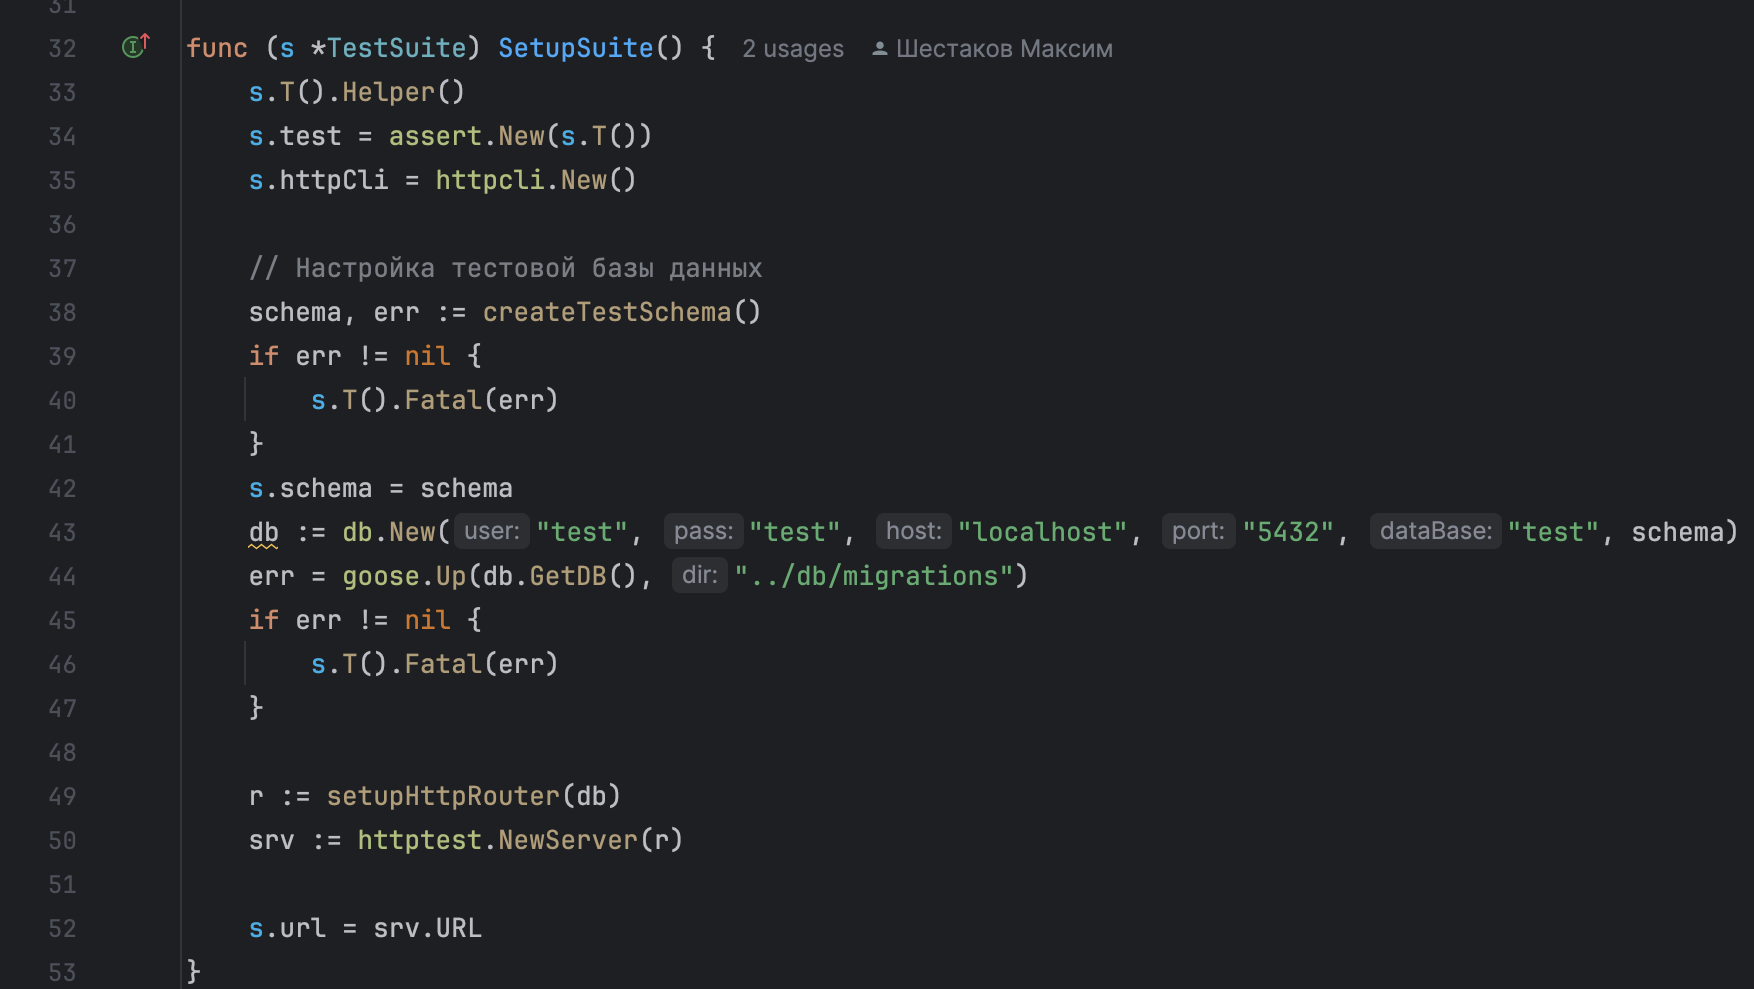 31
32 func (s *TestSuite) SetupSuite() { 2 usages Шестаков Максим
33 s.T().Helper()
34 s.test = assert.New(s.T())
35 s.httpCli = httpcli.New()
36
37 // Настройка тестовой базы данных
38 schema, err := createTestSchema()
39 if err != nil {
40 s.T().Fatal(err)
41 }
42 s.schema = schema
43 db := db.New( user: "test", pass: "test", host: "localhost", port: "5432", dataBase: "test", schema)
44 err = goose.Up(db.GetDB(), dir: "../db/migrations")
45 if err != nil {
46 s.T().Fatal(err)
47 }
48
49 r := setupHttpRouter(db)
50 srv := httptest.NewServer(r)
51
52 s.url = srv.URL
53 }